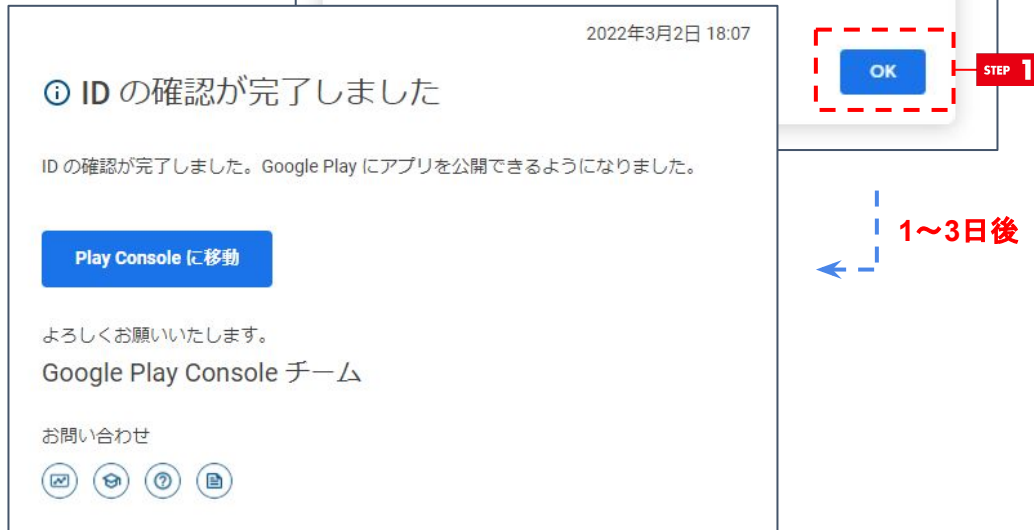 2022年3月2日 18:07
ID の確認が完了しました
ID の確認が完了しました。Google Play にアプリを公開できるようになりました。
Play Console に移動
よろしくお願いいたします。
Google Play Console チーム
お問い合わせ
OK
STEP 1
1〜3日後